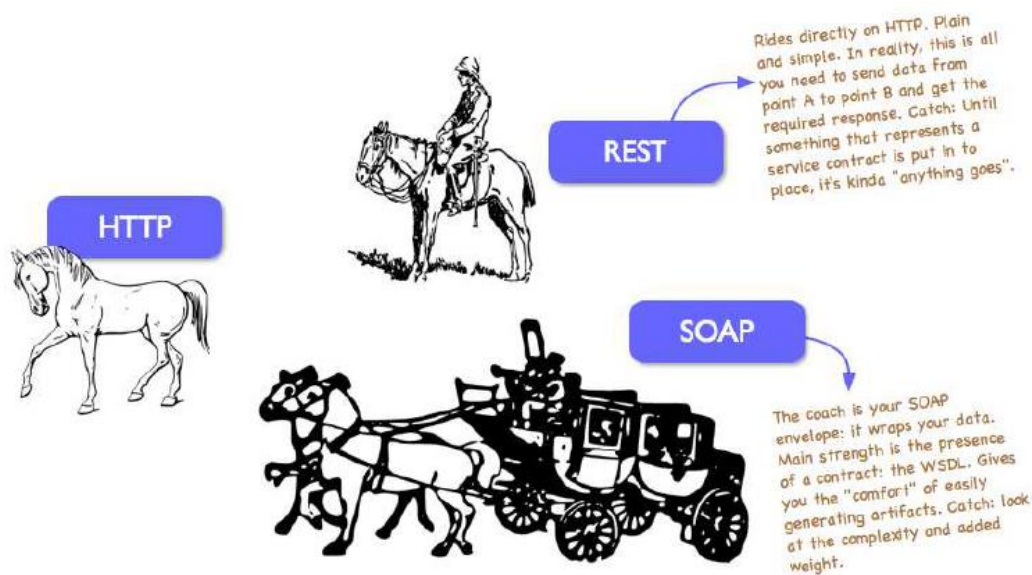 Rides directly on HTTP. Plain
and simple. In reality, this is all
you need to send data from
point A to point B and get the
required response. Catch: Until
something that represents a
service contract is put in to
place, it's kinda "anything goes".
REST
HTTP
SOAP
The coach is your SOAP
envelope: it wraps your data.
Main strength is the presence
of a contract: the WSDL. Gives
you the "comfort" of easily
generating artifacts. Catch: look
at the complexity and added
weight.